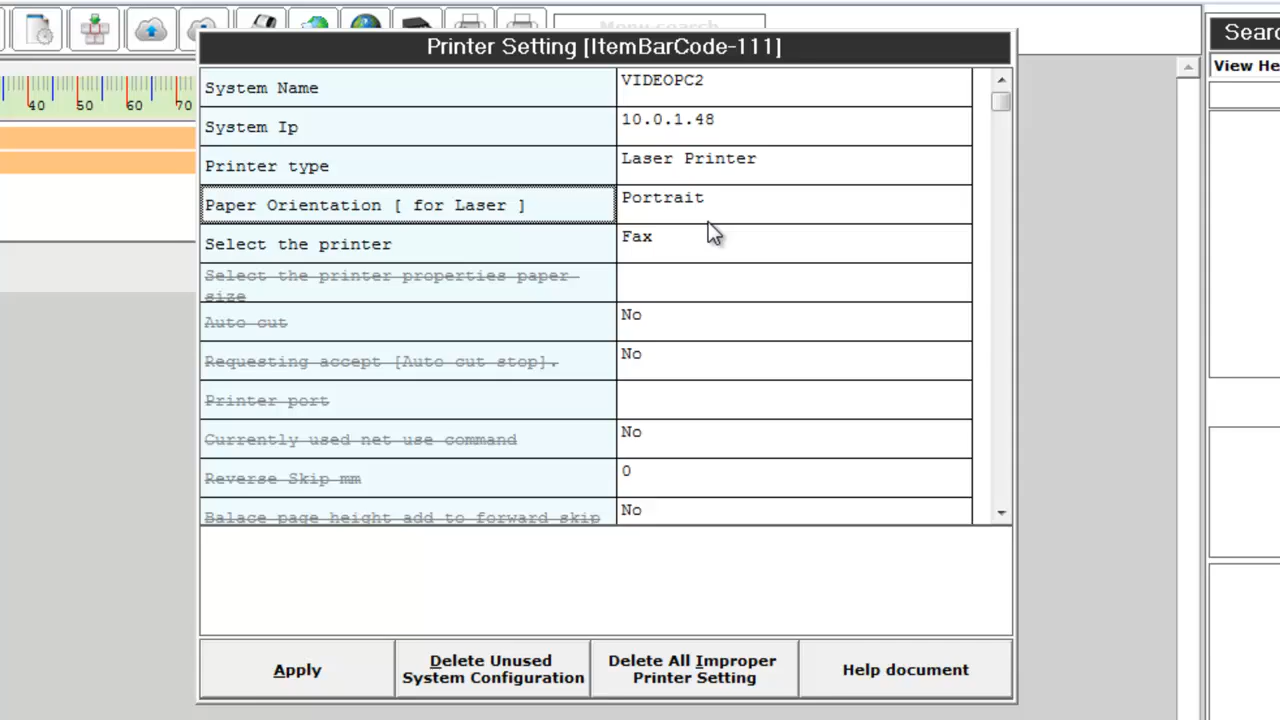 Menu search
Printer Setting [ItemBarCode-111]
Searc
View He
40 50 60 70
System Name VIDEOPC2
System Ip 10.0.1.48
Printer type Laser Printer
Paper Orientation [ for Laser ] Portrait
Select the printer Fax
Select the printer properties paper
size
Auto cut No
Requesting accept [Auto cut stop]. No
Printer port
Currently used net use command No
Reverse Skip mm 0
Balace page height add to forward skip No
Apply
Delete Unused
System Configuration
Delete All Improper
Printer Setting
Help document